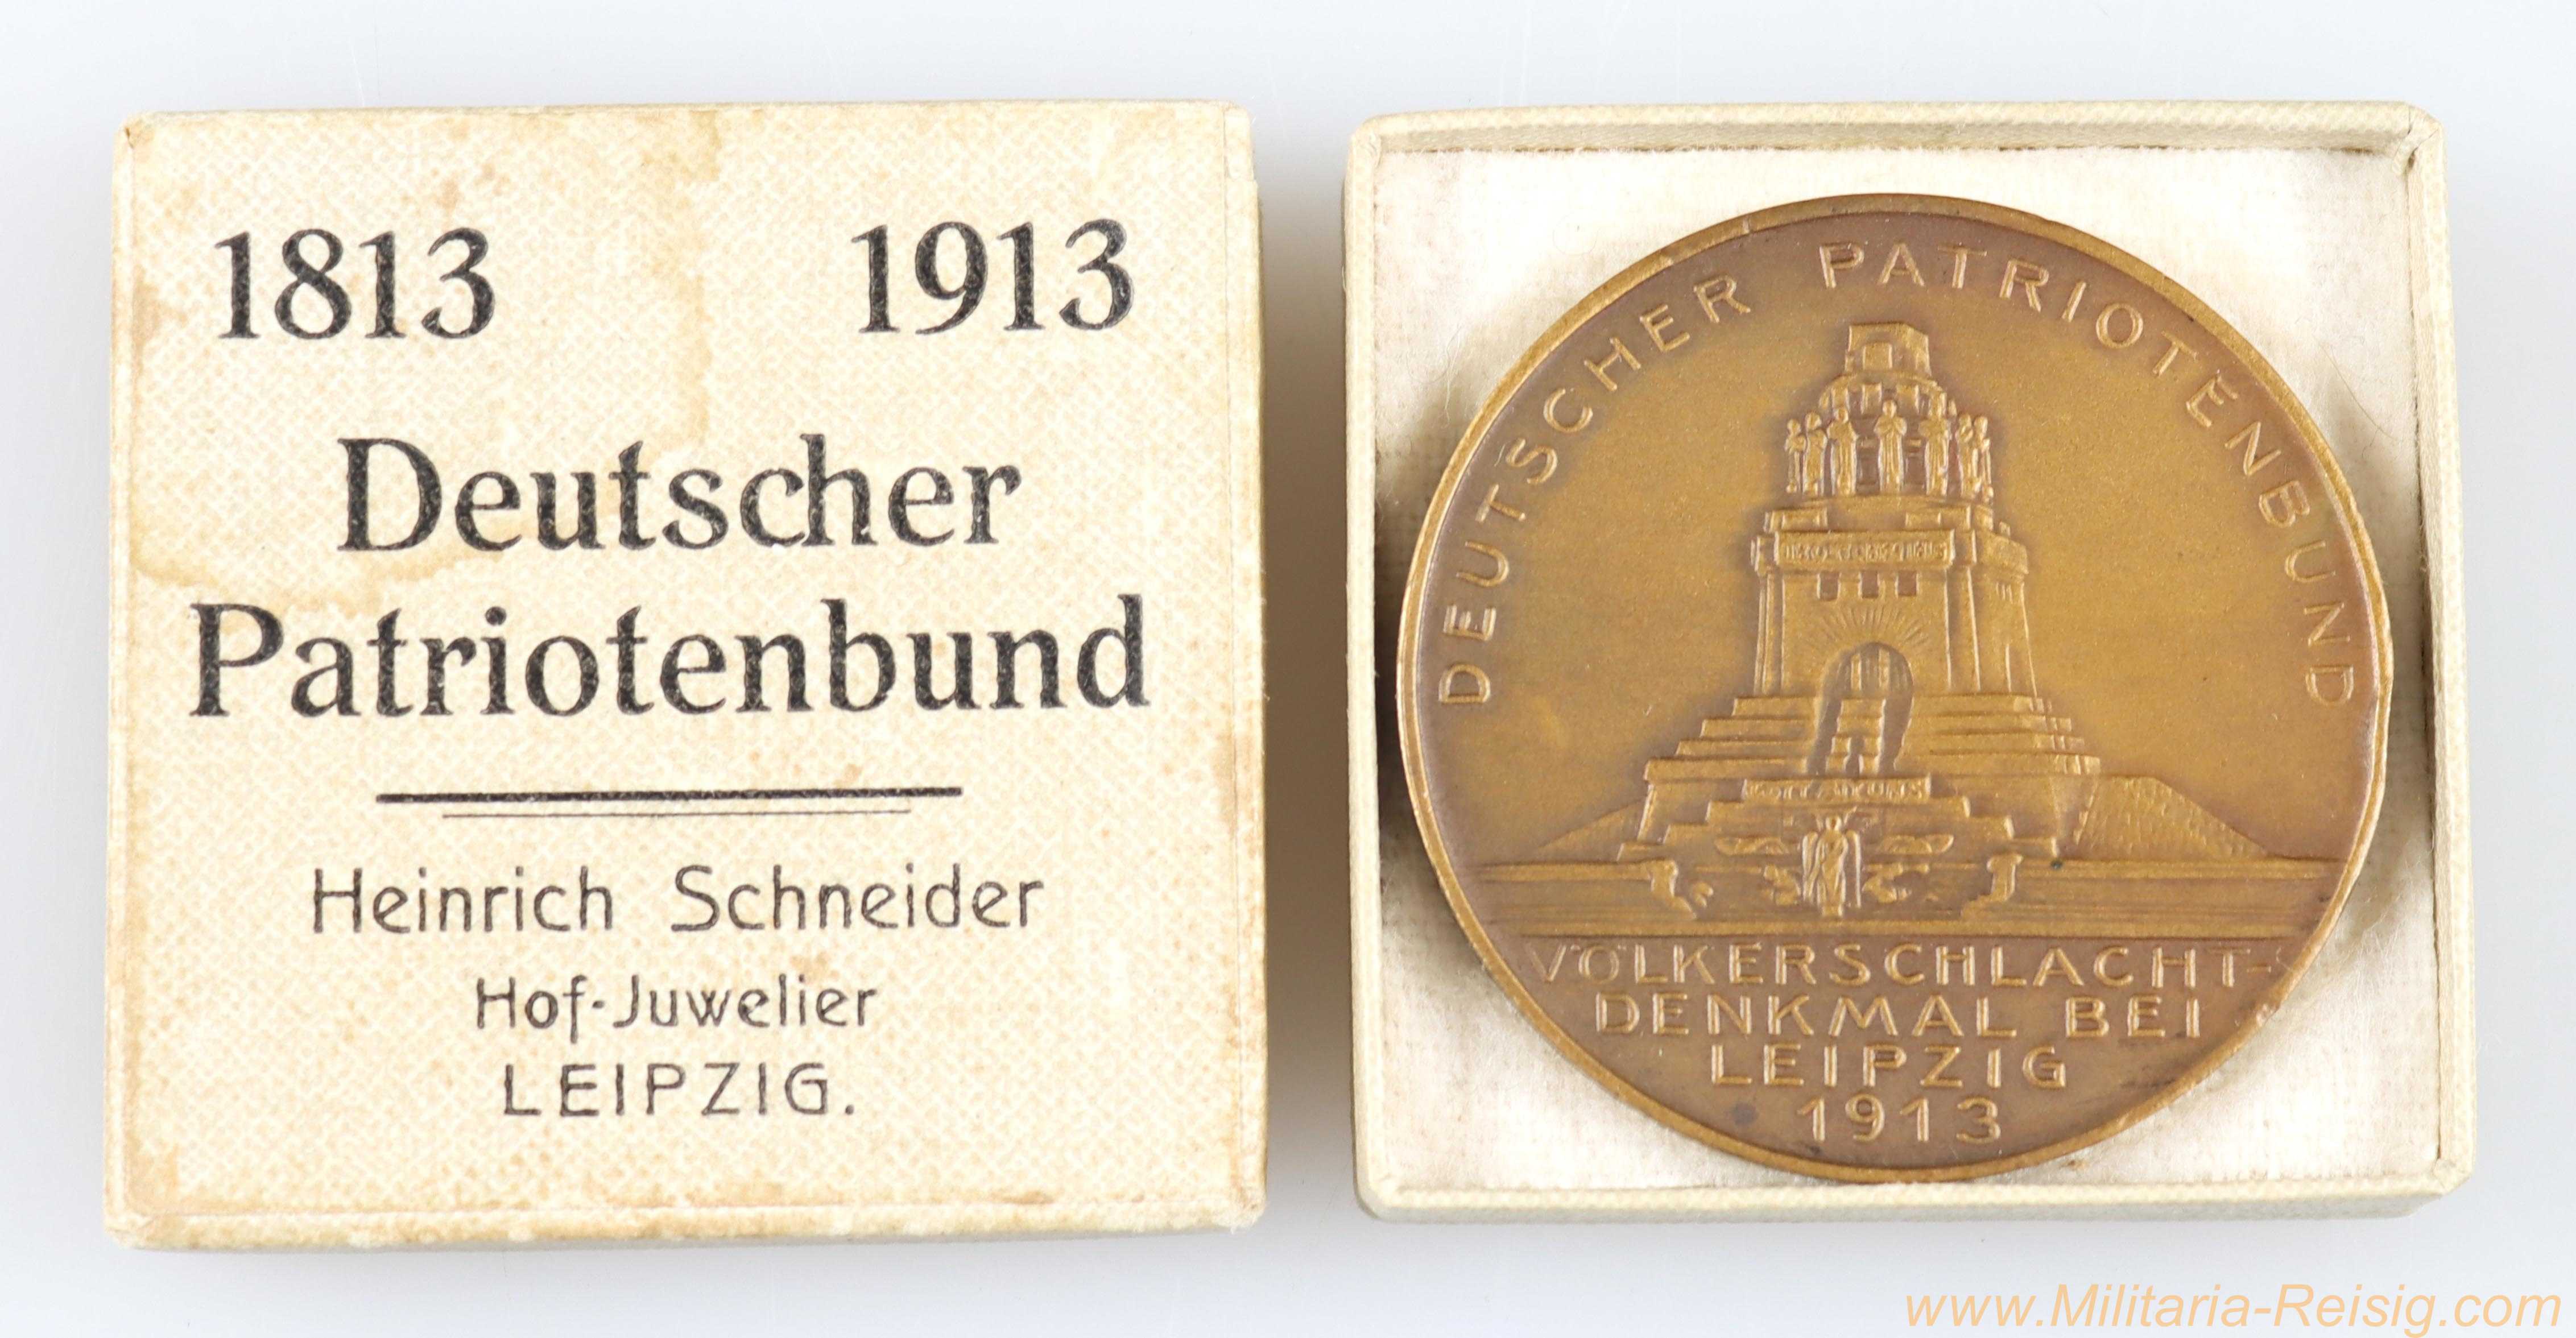 1813 1913
Deutscher
Patriotenbund
Heinrich Schneider
Hof-Juwelier
LEIPZIG.
DEUTSCHER PATRIOTENBUND
VÖLKERSCHLACHT-
DENKMAL BEI
LEIPZIG
1913
www.Militaria-Reisig.com